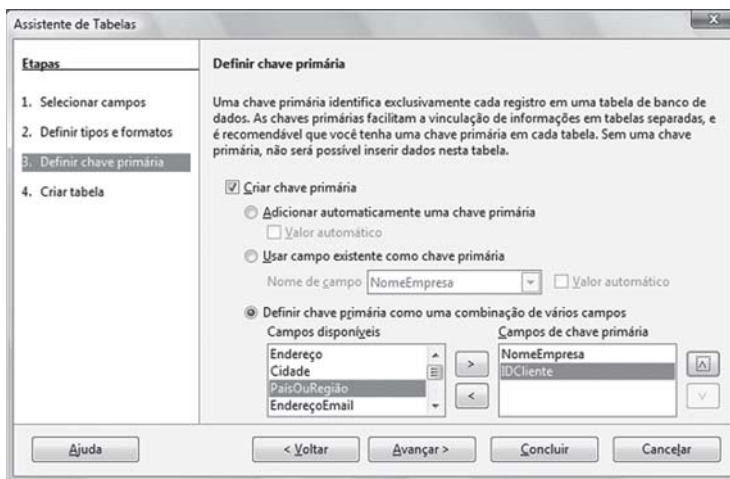 Assistente de Tabelas
x
Etapas
1. Selecionar campos
2. Definir tipos e formatos
3. Definir chave primária
4. Criar tabela
Definir chave primária
Uma chave primária identifica exclusivamente cada registro em uma tabela de banco de
dados. As chaves primárias facilitam a vinculação de informações em tabelas separadas, e
é recomendável que você tenha uma chave primária em cada tabela. Sem uma chave
primária, não será possível inserir dados nesta tabela.
Criar chave primária
Adicionar automaticamente uma chave primária
Valor automático
Usar campo existente como chave primária
Nome de campo NomeEmpresa Valor automático
Definir chave primária como uma combinação de vários campos
Campos disponíveis
Endereço
Cidade
PaísOuRegião
EndereçoEmail
>
<
Campos de chave primária
NomeEmpresa
IDCliente
Ajuda
< Voltar
Avançar >
Concluir
Cancelar